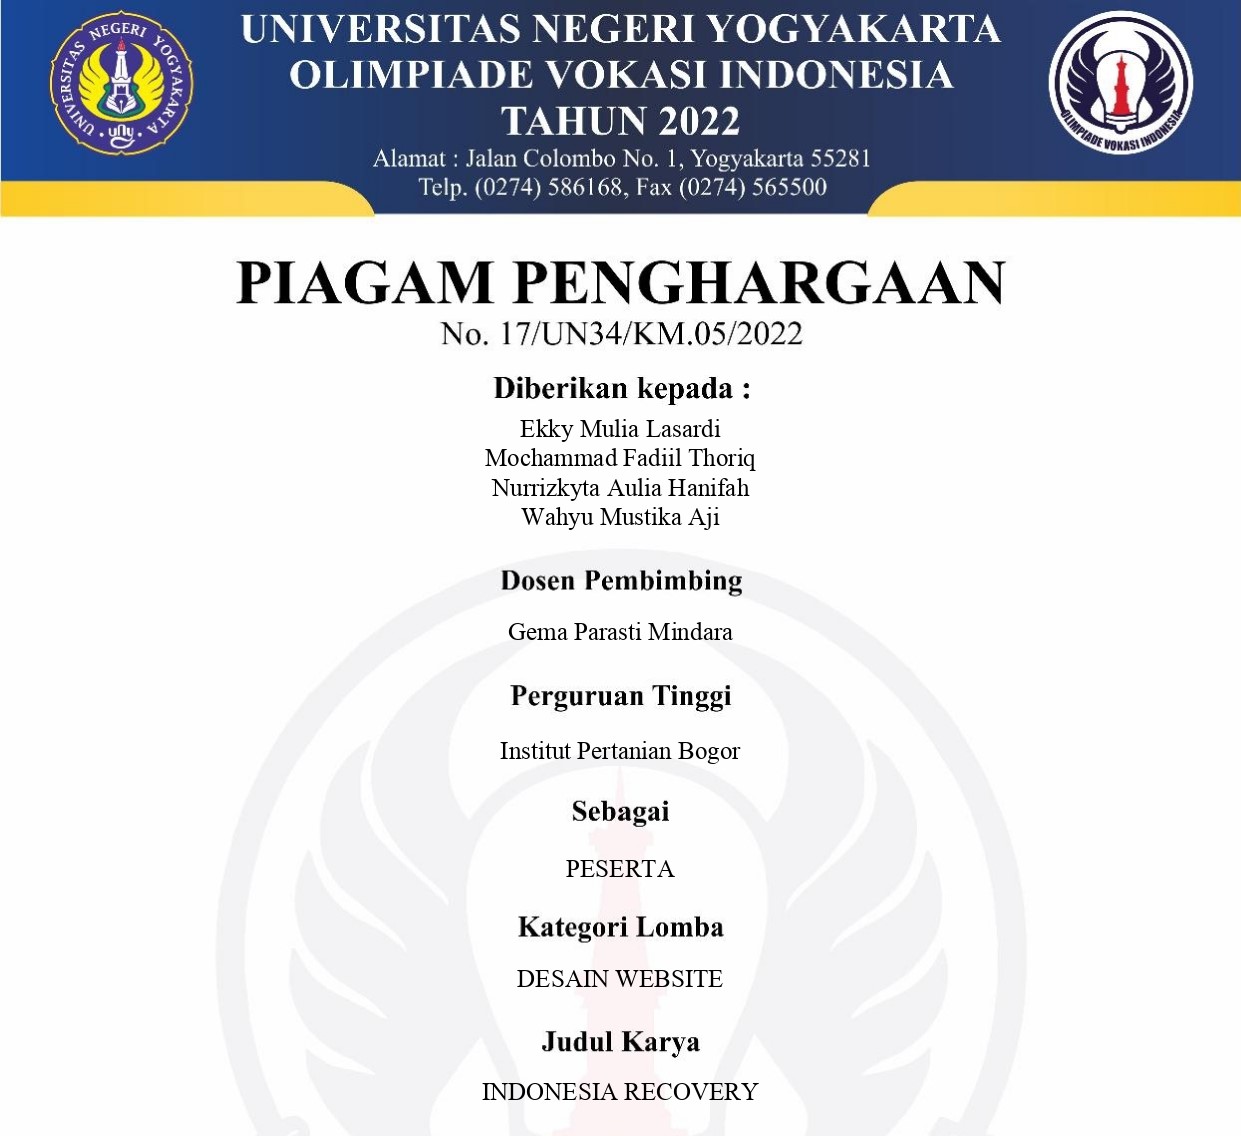 UNIVERSITAS NEGERI YOGYAKARTA
UNY
UNIVERSITAS NEGERI YOGYAKARTA
OLIMPIADE VOKASI INDONESIA
TAHUN 2022
Alamat : Jalan Colombo No. 1, Yogyakarta 55281
Telp. (0274) 586168, Fax (0274) 565500
OLIMPIADE VOKASI INDONESIA
PIAGAM PENGHARGAAN
No. 17/UN34/KM.05/2022
Diberikan kepada :
Ekky Mulia Lasardi
Mochammad Fadiil Thoriq
Nurrizkyta Aulia Hanifah
Wahyu Mustika Aji
Dosen Pembimbing
Gema Parasti Mindara
Perguruan Tinggi
Institut Pertanian Bogor
Sebagai
PESERTA
Kategori Lomba
DESAIN WEBSITE
Judul Karya
INDONESIA RECOVERY